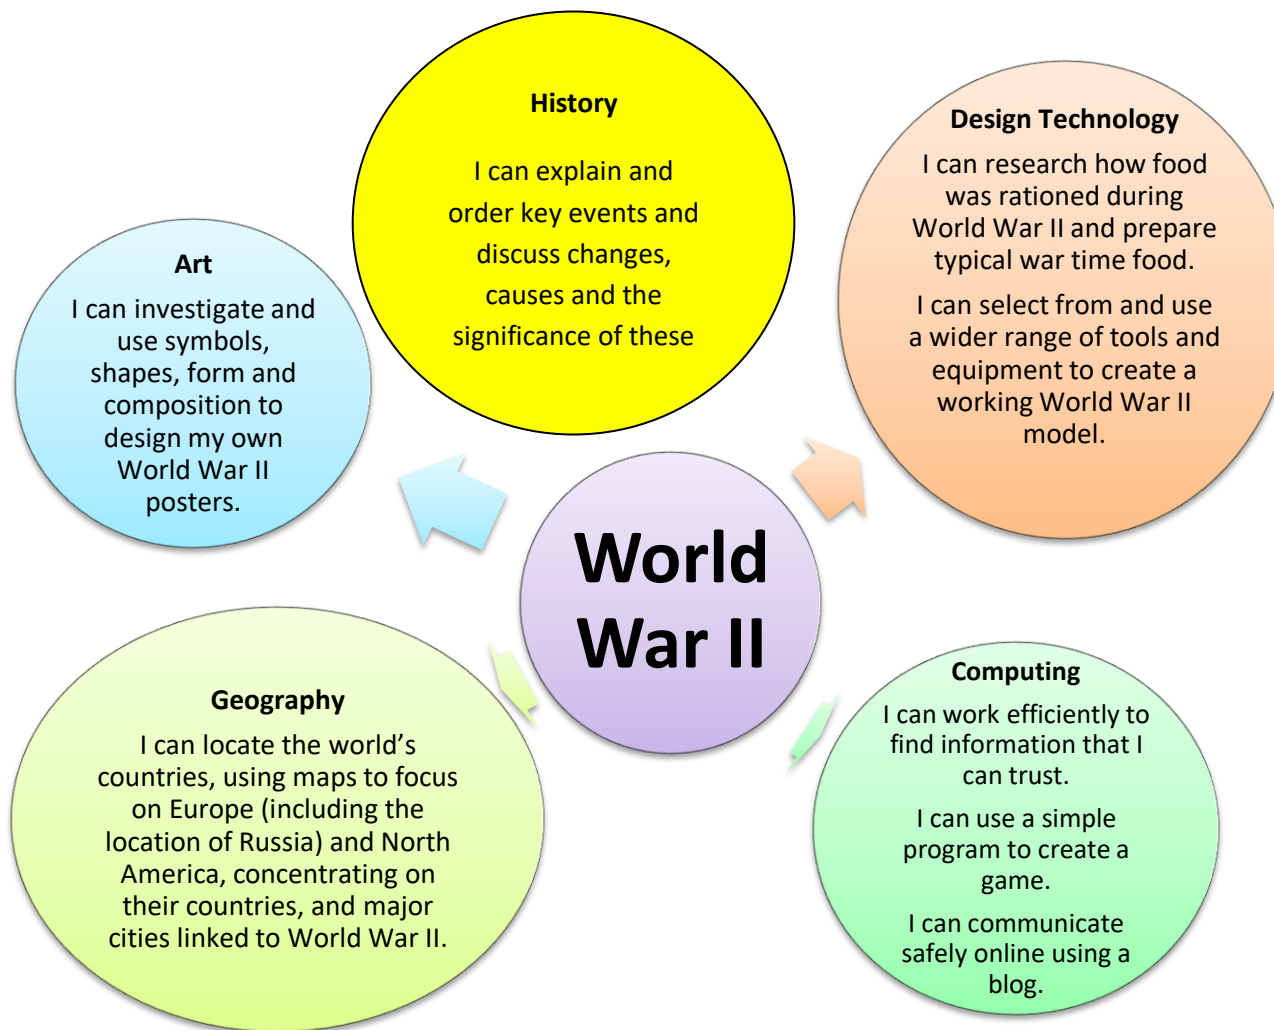 History
I can explain and
order key events and
discuss changes,
causes and the
significance of these
Design Technology
I can research how food
was rationed during
World War II and prepare
typical war time food.
I can select from and use
a wider range of tools and
equipment to create a
working World War II
model.
Art
I can investigate and
use symbols,
shapes, form and
composition to
design my own
World War II
posters.
World
War II
Geography
I can locate the world’s
countries, using maps to focus
on Europe (including the
location of Russia) and North
America, concentrating on
their countries, and major
cities linked to World War II.
Computing
I can work efficiently to
find information that I
can trust.
I can use a simple
program to create a
game.
I can communicate
safely online using a
blog.